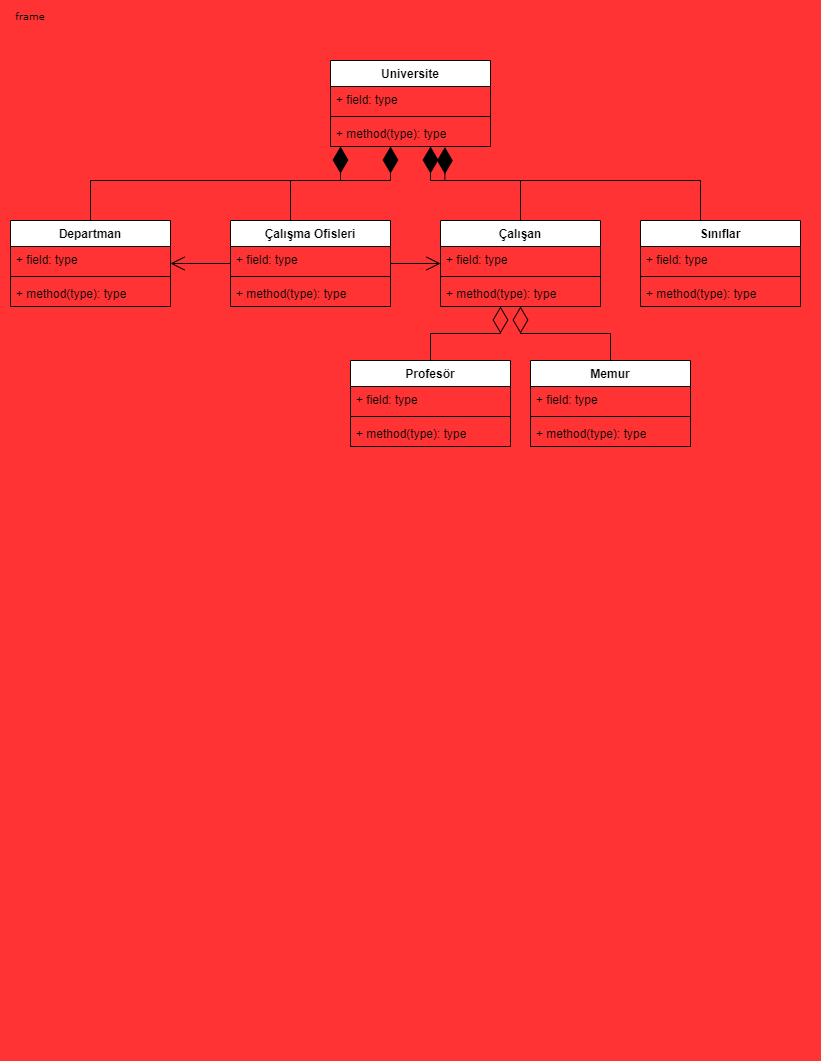 frame
Universite
+ field: type
+ method(type): type
Departman
+ field: type
+ method(type): type
Çalışma Ofisleri
+ field: type
+ method(type): type
Çalışan
+ field: type
+ method(type): type
Sınıflar
+ field: type
+ method(type): type
Profesör
+ field: type
+ method(type): type
Memur
+ field: type
+ method(type): type